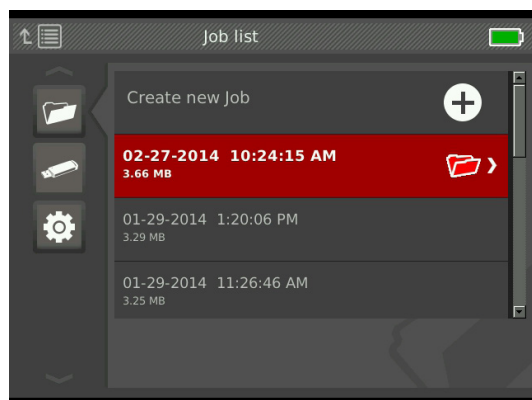 Job list
Create new Job
02-27-2014 10:24:15 AM
3.66 MB
01-29-2014 1:20:06 PM
3.29 MB
01-29-2014 11:26:46 AM
3.25 MB